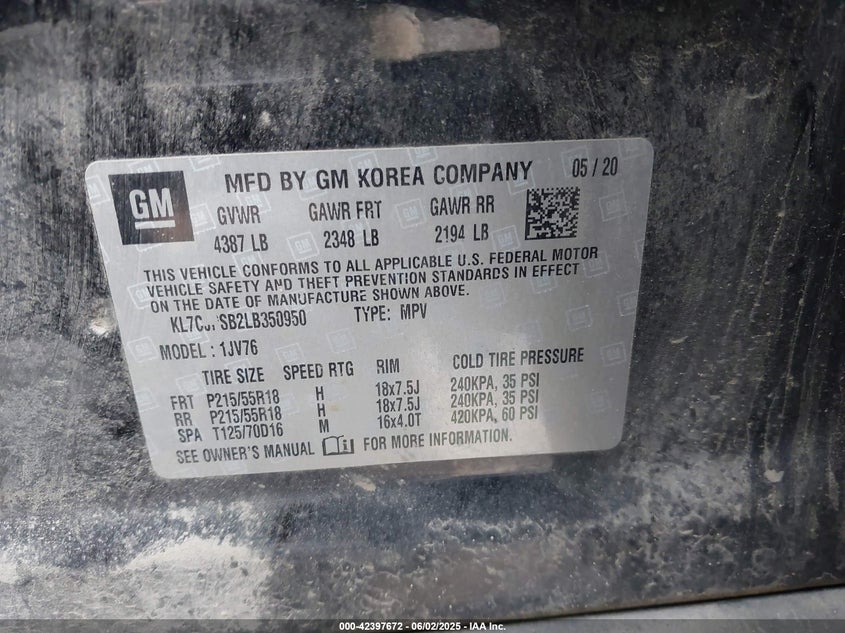 GM
MFD BY GM KOREA COMPANY 05 / 20
GVWR GAWR FRT GAWR RR
4387 LB 2348 LB 2194 LB
THIS VEHICLE CONFORMS TO ALL APPLICABLE U.S. FEDERAL MOTOR
VEHICLE SAFETY AND THEFT PREVENTION STANDARDS IN EFFECT
ON THE DATE OF MANUFACTURE SHOWN ABOVE.
TYPE: MPV
MODEL : 1JV76
TIRE SIZE SPEED RTG RIM COLD TIRE PRESSURE
FRT P215/55R18 H 18x7.5J 240KPA, 35 PSI
RR P215/55R18 H 18x7.5J 240KPA, 35 PSI
SPA T125/70D16 M 16x4.0T 420KPA, 60 PSI
SEE OWNER'S MANUAL FOR MORE INFORMATION.
000-42397672 - 06/02/2025 - IAA Inc.